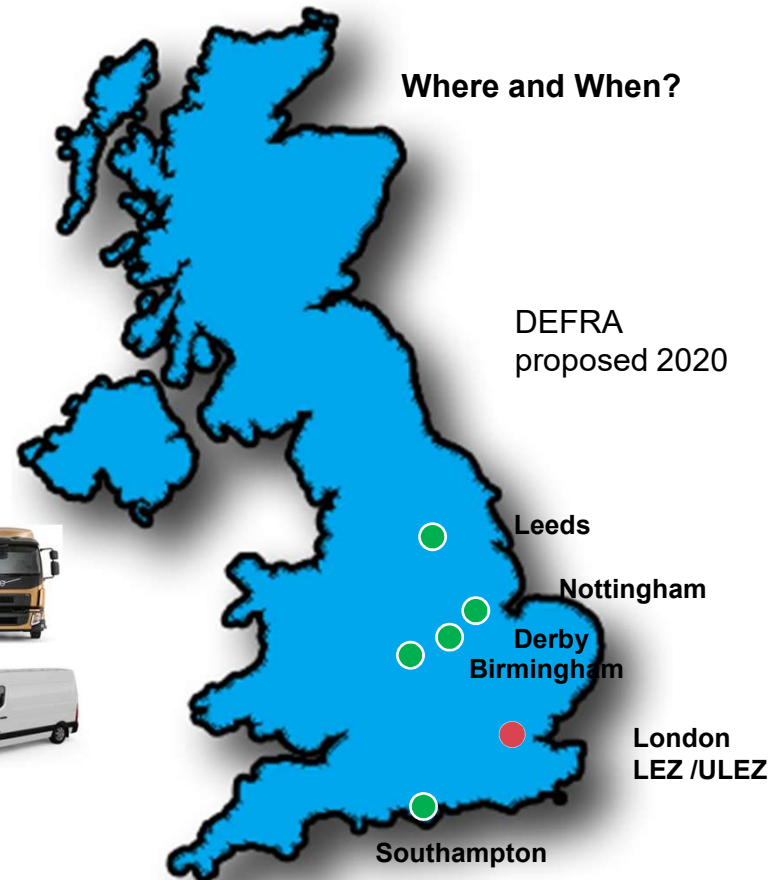 Where and When?
DEFRA
proposed 2020
Leeds
Nottingham
Derby
Birmingham
London
LEZ /ULEZ
Southampton